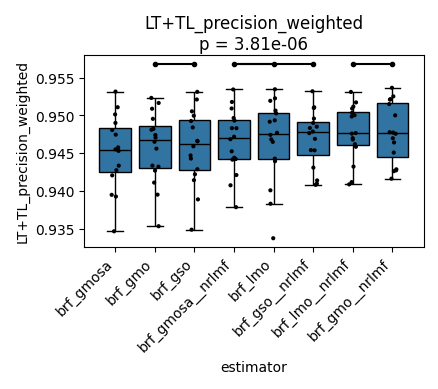 LT+TL_precision_weighted
p = 3.81e-06
LT+TL_precision_weighted
0.955
0.950
0.945
0.940
0.935
brf_gmosa
brf_gmo
brf_gso
brf_gmosa__nrlmf
brf_lmo
brf_gso__nrlmf
brf_lmo__nrlmf
brf_gmo__nrlmf
estimator